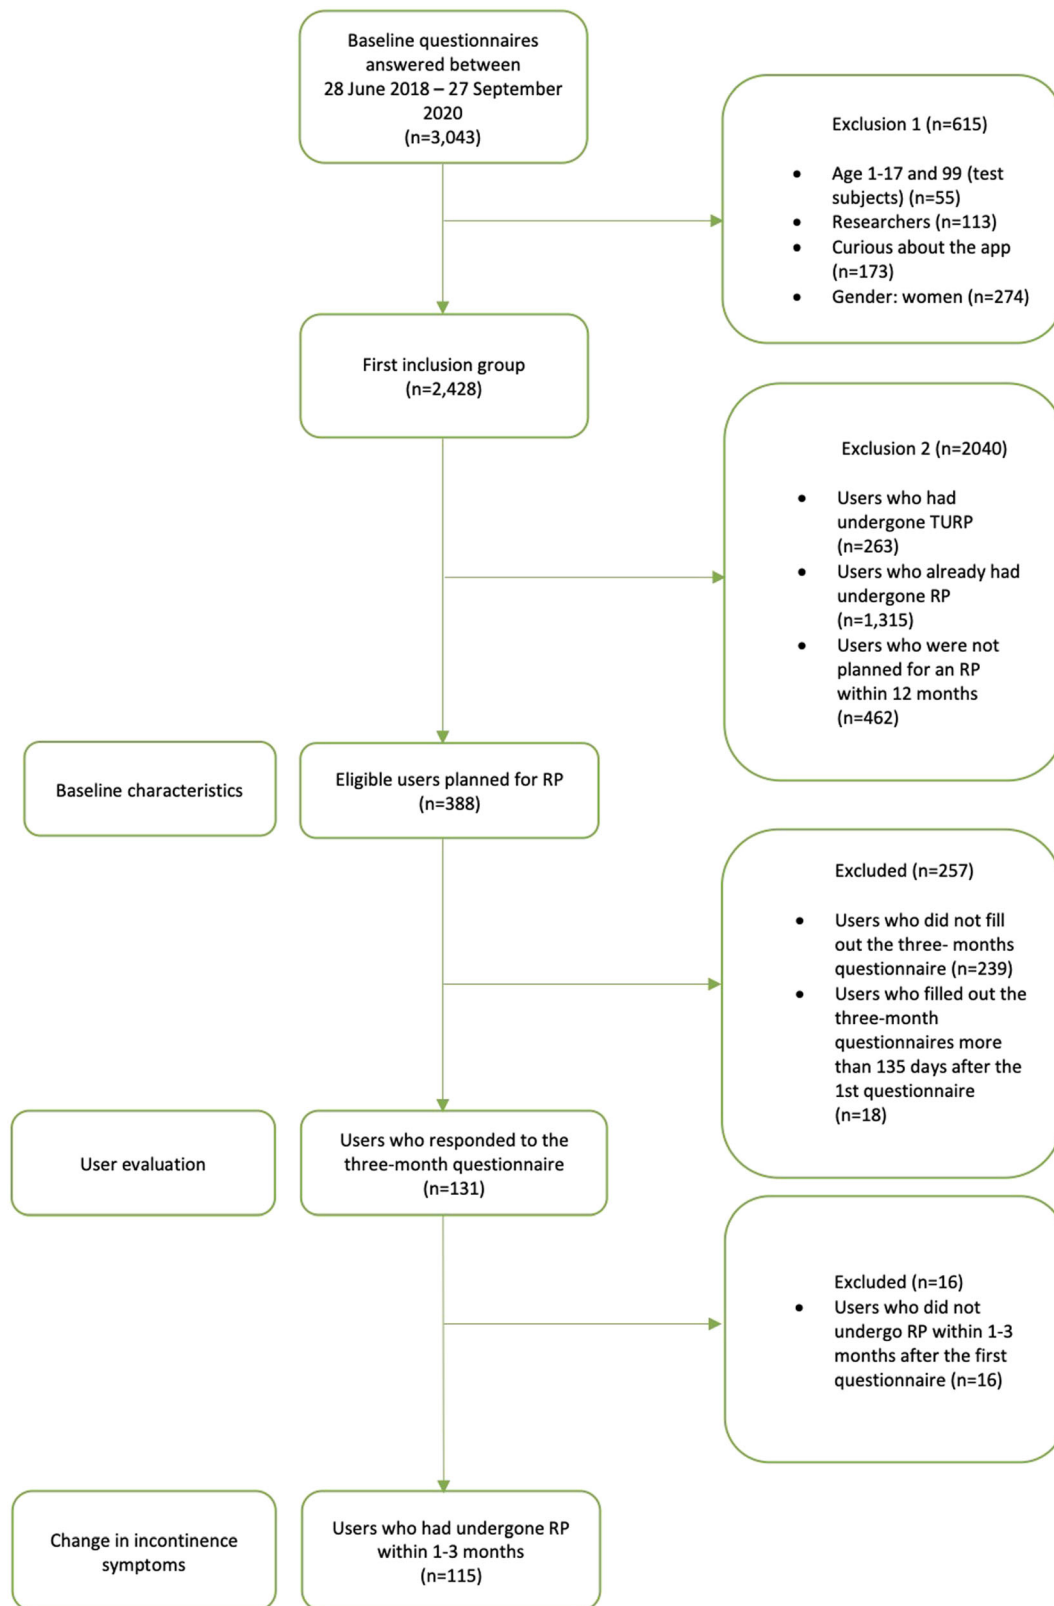 Baseline questionnaires
answered between
28 June 2018 – 27 September
2020
(n=3,043)
Exclusion 1 (n=615)
• Age 1-17 and 99 (test
subjects) (n=55)
• Researchers (n=113)
• Curious about the app
(n=173)
• Gender: women (n=274)
First inclusion group
(n=2,428)
Exclusion 2 (n=2040)
• Users who had
undergone TURP
(n=263)
• Users who already had
undergone RP
(n=1,315)
• Users who were not
planned for an RP
within 12 months
(n=462)
Baseline characteristics
Eligible users planned for RP
(n=388)
Excluded (n=257)
• Users who did not fill
out the three- months
questionnaire (n=239)
• Users who filled out the
three-month
questionnaires more
than 135 days after the
1st questionnaire
(n=18)
User evaluation
Users who responded to the
three-month questionnaire
(n=131)
Excluded (n=16)
• Users who did not
undergo RP within 1-3
months after the first
questionnaire (n=16)
Change in incontinence
symptoms
Users who had undergone RP
within 1-3 months
(n=115)